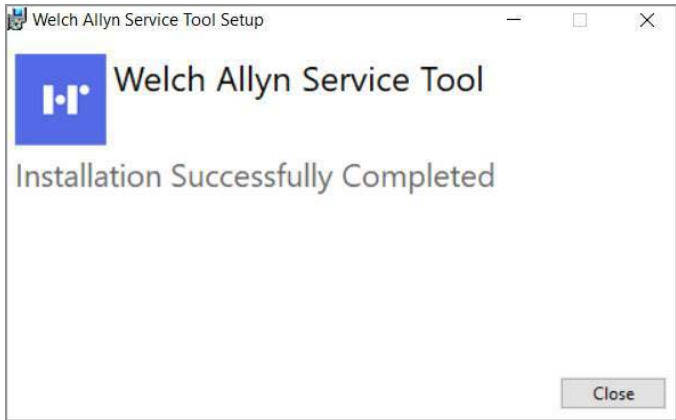 Welch Allyn Service Tool Setup
Welch Allyn Service Tool
Installation Successfully Completed
Close